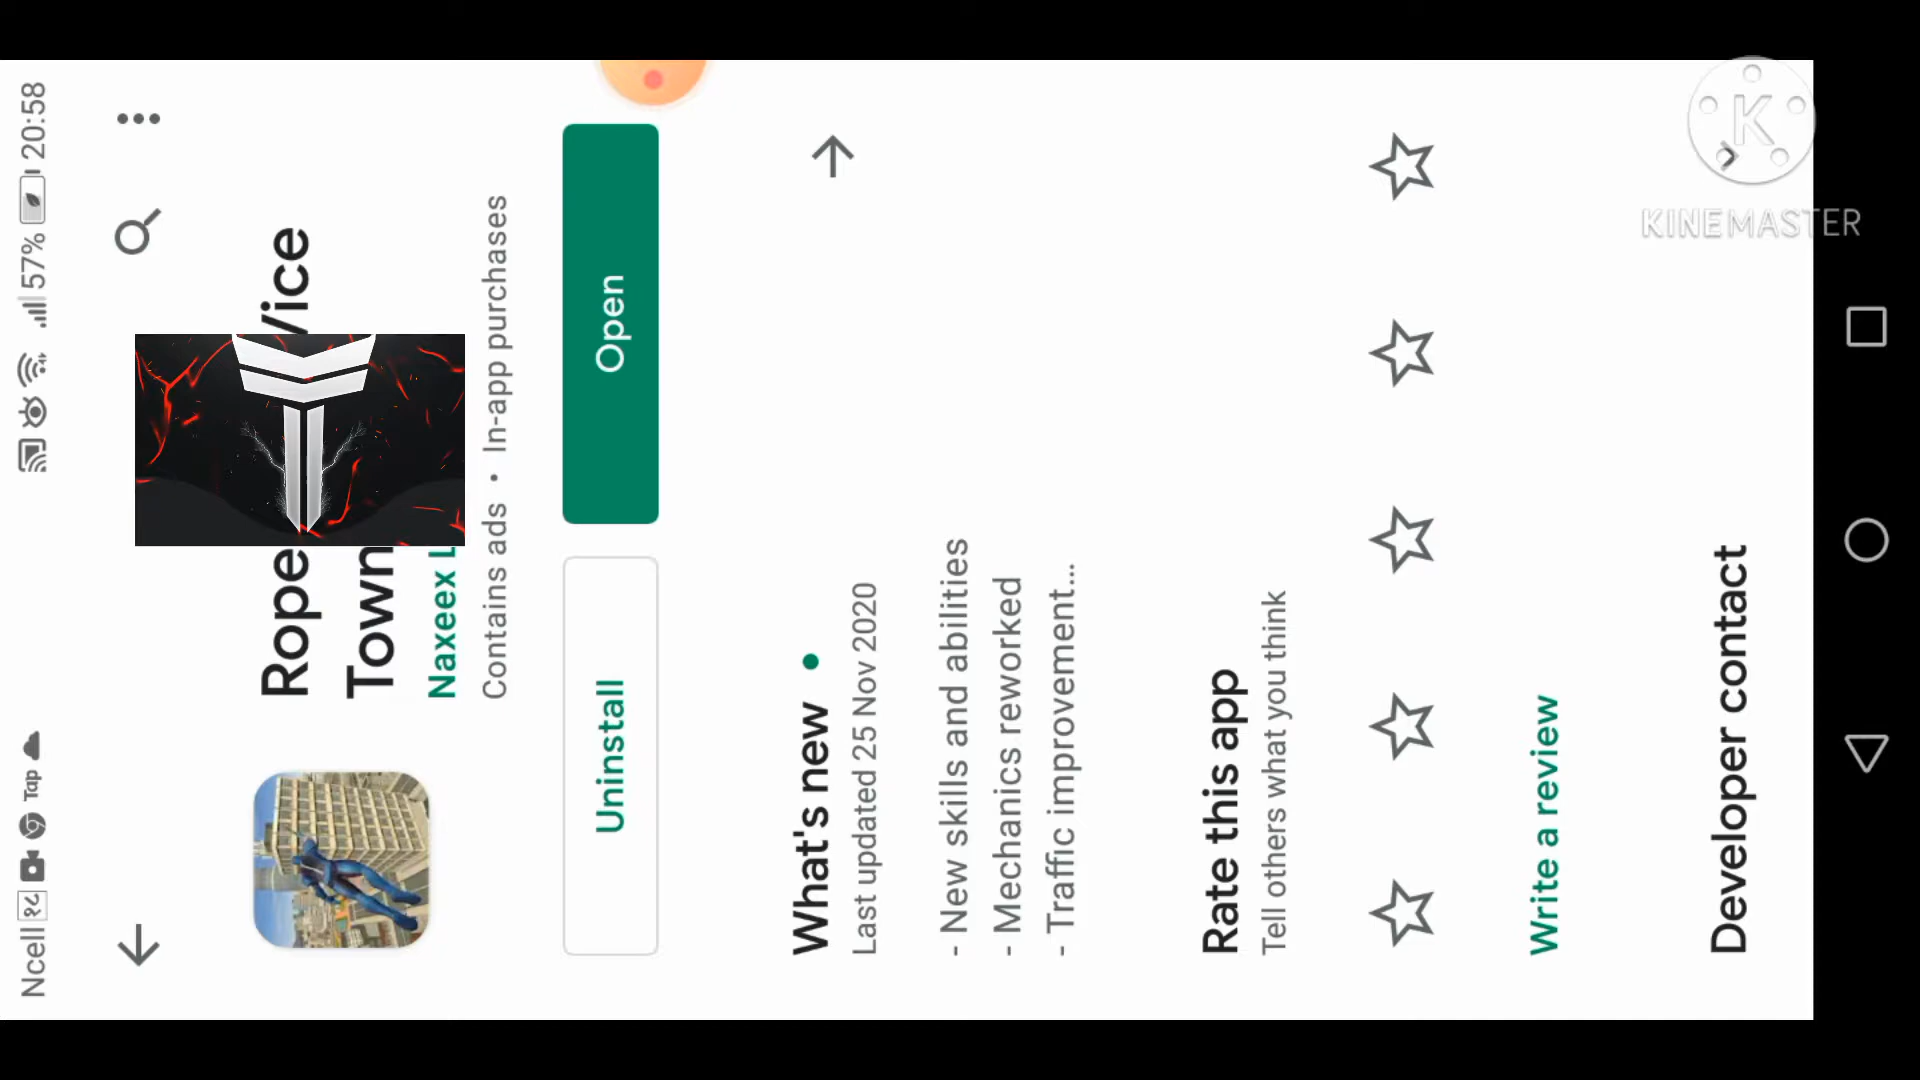 Ncell Tap 57% 20:58
Rope Vice
Town
Naxeex
Contains ads • In-app purchases
Uninstall
Open
What's new •
Last updated 25 Nov 2020
- New skills and abilities
- Mechanics reworked
- Traffic improvement...
Rate this app
Tell others what you think
Write a review
Developer contact
K
KINEMASTER